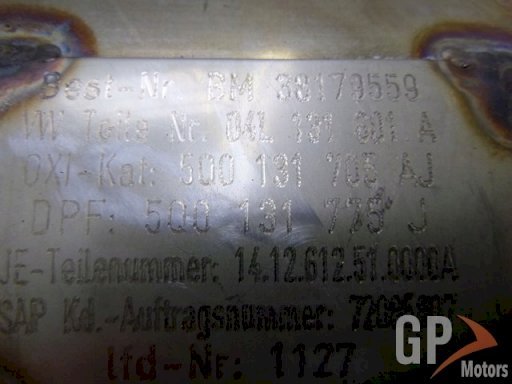 Best-Nr. BM 38179559
VW Teile Nr. 04L 131 601 A
OXI-Kat: 5Q0 131 705 AJ
DPF: 5Q0 131 775 J
JE-Teilenummer: 14.12.612.51.0000A
SAP Kd.-Auftragsnummer:
lfd-Nr: 1127
GP
Motors